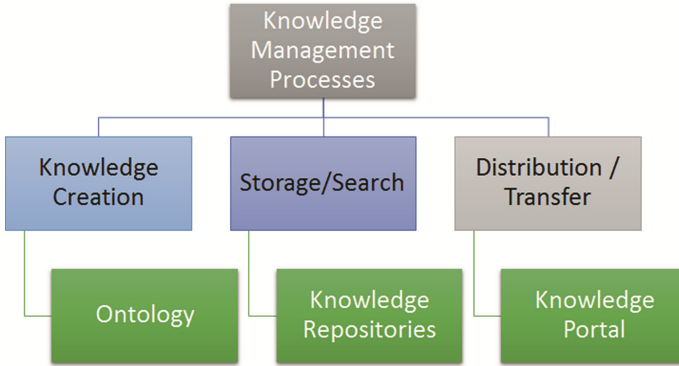 Knowledge
Management
Processes
Knowledge
Creation
Storage/Search
Distribution /
Transfer
Ontology
Knowledge
Repositories
Knowledge
Portal